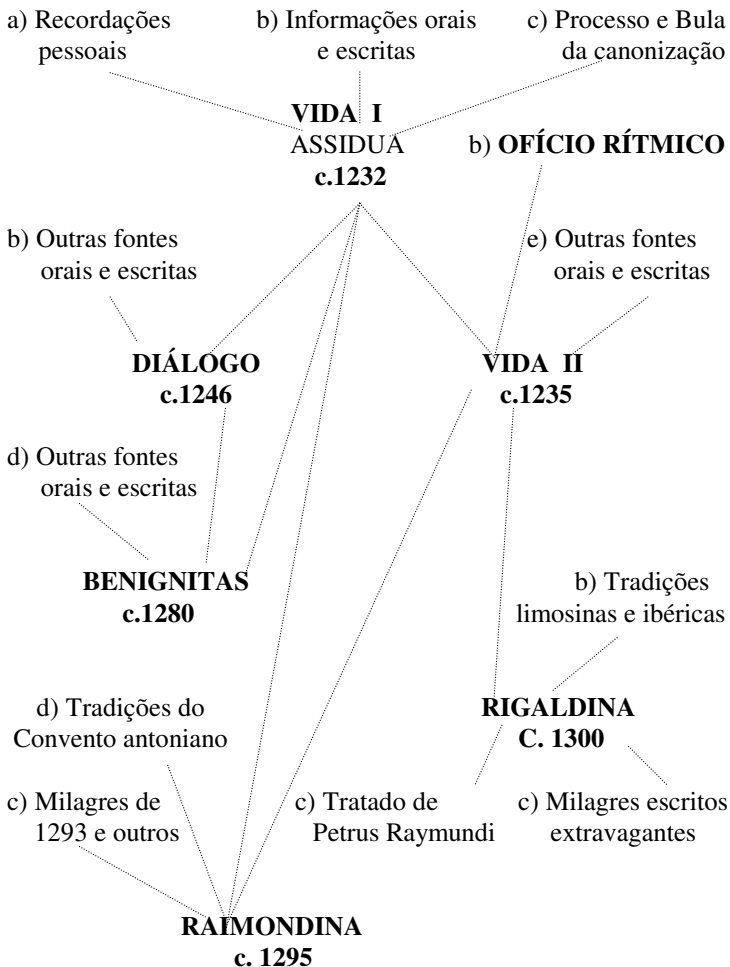 a) Recordações
pessoais
b) Informações orais
e escritas
c) Processo e Bula
da canonização
VIDA I
ASSIDUA
c.1232
b) OFÍCIO RÍTMICO
b) Outras fontes
orais e escritas
e) Outras fontes
orais e escritas
DIÁLOGO
c.1246
VIDA II
c.1235
d) Outras fontes
orais e escritas
BENIGNITAS
c.1280
b) Tradições
limosinas e ibéricas
d) Tradições do
Convento antoniano
RIGALDINA
C. 1300
c) Milagres de
1293 e outros
c) Tratado de
Petrus Raymundi
c) Milagres escritos
extravagantes
RAIMONDINA
c. 1295